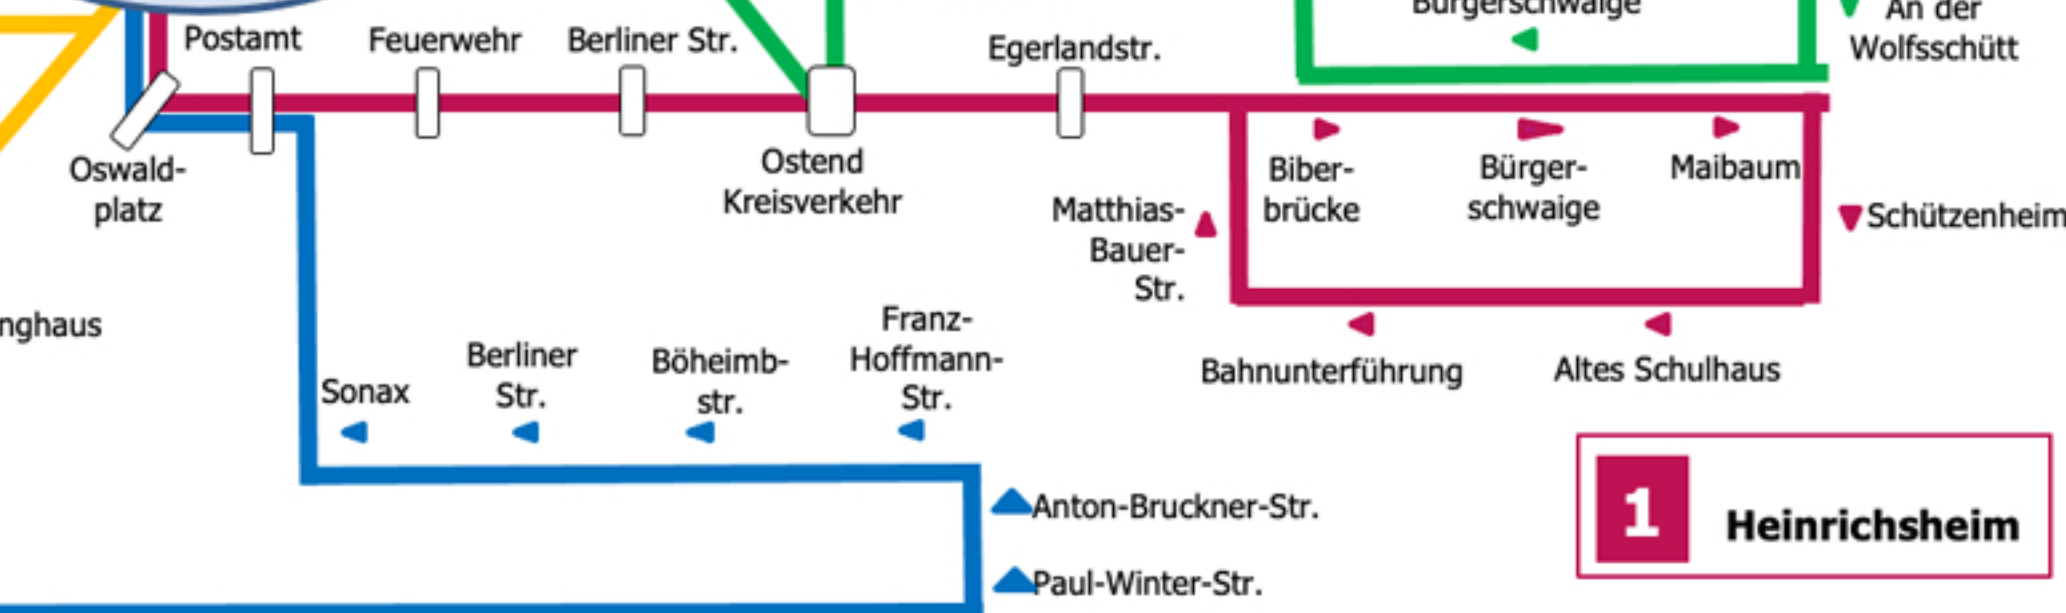 Postamt
Feuerwehr
Berliner Str.
Egerlandstr.
Bürgerschwaige
An der
Wolfsschütt
Oswald-
platz
Ostend
Kreisverkehr
Biber-
brücke
Bürger-
schwaige
Maibaum
Matthias-
Bauer-
Str.
Schützenheim
nghaus
Sonax
Berliner
Str.
Böheimb-
str.
Franz-
Hoffmann-
Str.
Bahnunterführung
Altes Schulhaus
Anton-Bruckner-Str.
Paul-Winter-Str.
1 Heinrichsheim